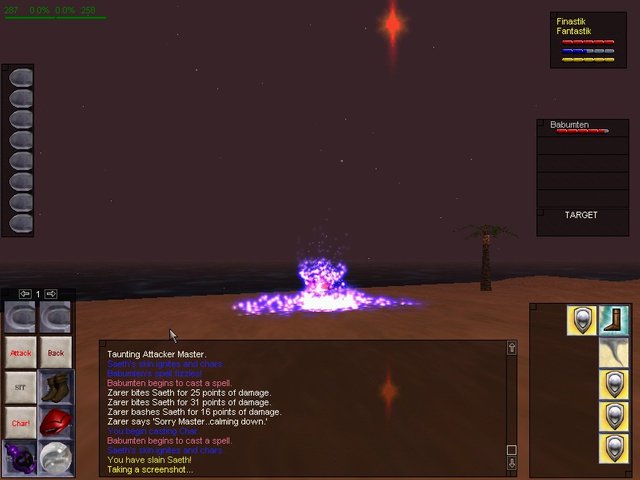 287 0.0% 0.0% 258
Finastik
Fantastik
Babumten
TARGET
1
Attack
Back
SIT
Char!
Taunting Attacker Master.
Saeth's skin ignites and chars.
Babumten's spell fizzles!
Babumten begins to cast a spell.
Zarer bites Saeth for 25 points of damage.
Zarer bites Saeth for 31 points of damage.
Zarer bashes Saeth for 16 points of damage.
Zarer says 'Sorry Master..calming down.'
You begin casting Char.
Babumten begins to cast a spell.
Saeth's skin ignites and chars.
You have slain Saeth!
Taking a screenshot...